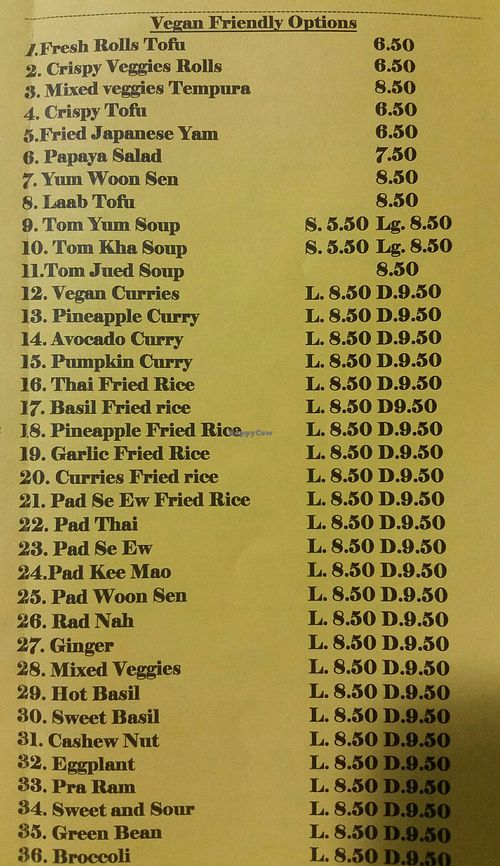 Vegan Friendly Options
1.Fresh Rolls Tofu 6.50
2. Crispy Veggies Rolls 6.50
3. Mixed veggies Tempura 8.50
4. Crispy Tofu 6.50
5.Fried Japanese Yam 6.50
6. Papaya Salad 7.50
7. Yum Woon Sen 8.50
8. Laab Tofu 8.50
9. Tom Yum Soup S. 5.50 Lg. 8.50
10. Tom Kha Soup S. 5.50 Lg. 8.50
11.Tom Jued Soup 8.50
12. Vegan Curries L. 8.50 D.9.50
13. Pineapple Curry L. 8.50 D.9.50
14. Avocado Curry L. 8.50 D.9.50
15. Pumpkin Curry L. 8.50 D.9.50
16. Thai Fried Rice L. 8.50 D.9.50
17. Basil Fried rice L. 8.50 D9.50
18. Pineapple Fried Rice L. 8.50 D.9.50
HappyCow
19. Garlic Fried Rice L. 8.50 D.9.50
20. Curries Fried rice L. 8.50 D.9.50
21. Pad Se Ew Fried Rice L. 8.50 D.9.50
22. Pad Thai L. 8.50 D.9.50
23. Pad Se Ew L. 8.50 D.9.50
24.Pad Kee Mao L. 8.50 D.9.50
25. Pad Woon Sen L. 8.50 D.9.50
26. Rad Nah L. 8.50 D.9.50
27. Ginger L. 8.50 D.9.50
28. Mixed Veggies L. 8.50 D.9.50
29. Hot Basil L. 8.50 D.9.50
30. Sweet Basil L. 8.50 D.9.50
31. Cashew Nut L. 8.50 D.9.50
32. Eggplant L. 8.50 D.9.50
33. Pra Ram L. 8.50 D.9.50
34. Sweet and Sour L. 8.50 D.9.50
35. Green Bean L. 8.50 D.9.50
36. Broccoli L. 8.50 D.9.50